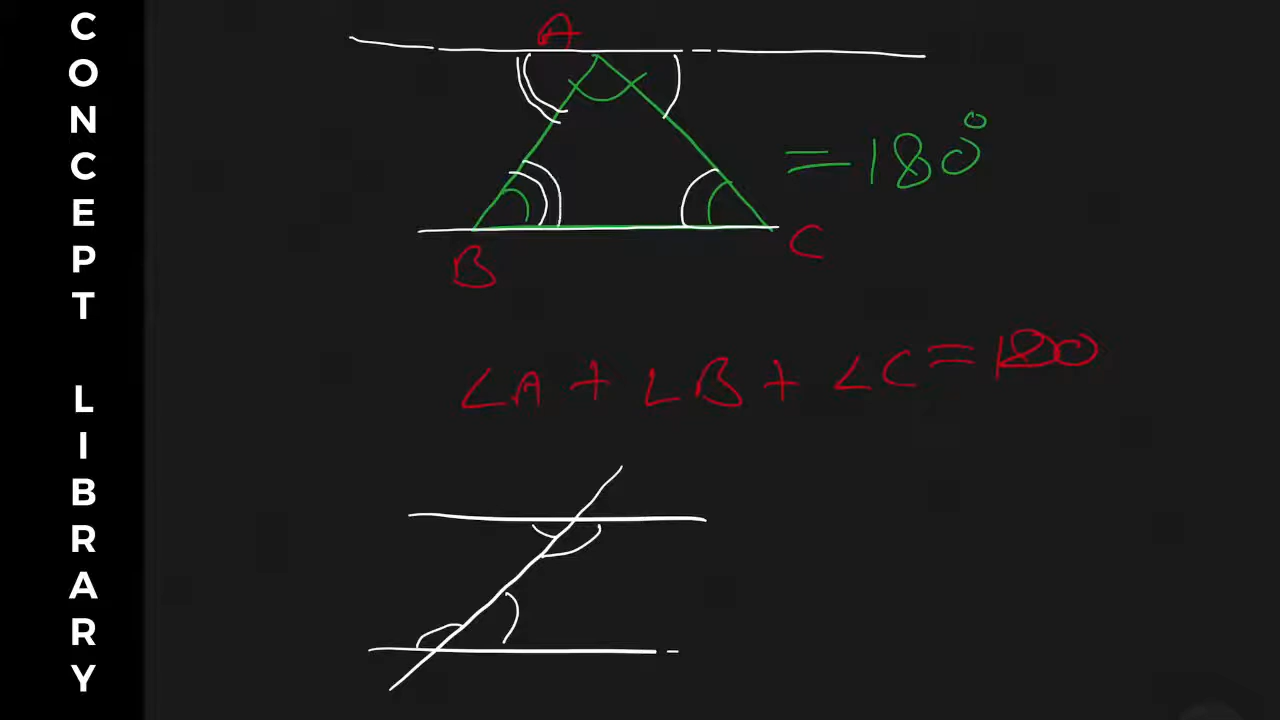 CONCEPT LIBRARY
A
= 180°
B
C
∠A + ∠B + ∠C = 180